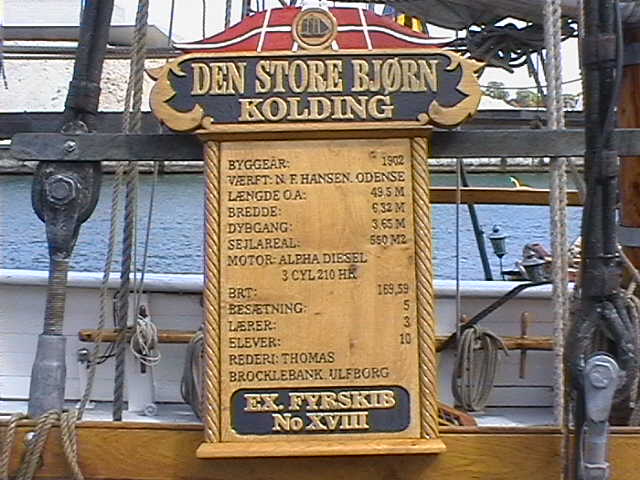 DEN STORE BJØRN
KOLDING
BYGGEÅR: 1902
VÆRFT: N. F. HANSEN. ODENSE
LÆNGDE O.A: 49.5 M
BREDDE: 6,32 M
DYBGANG: 3,65 M
SEJLAREAL: 550 M2
MOTOR: ALPHA DIESEL
3 CYL 210 HK
BRT: 169,59
BESÆTNING: 5
LÆRER: 3
ELEVER: 10
REDERI: THOMAS
BROCKLEBANK. ULFBORG
EX. FYRSKIB
No XVIII